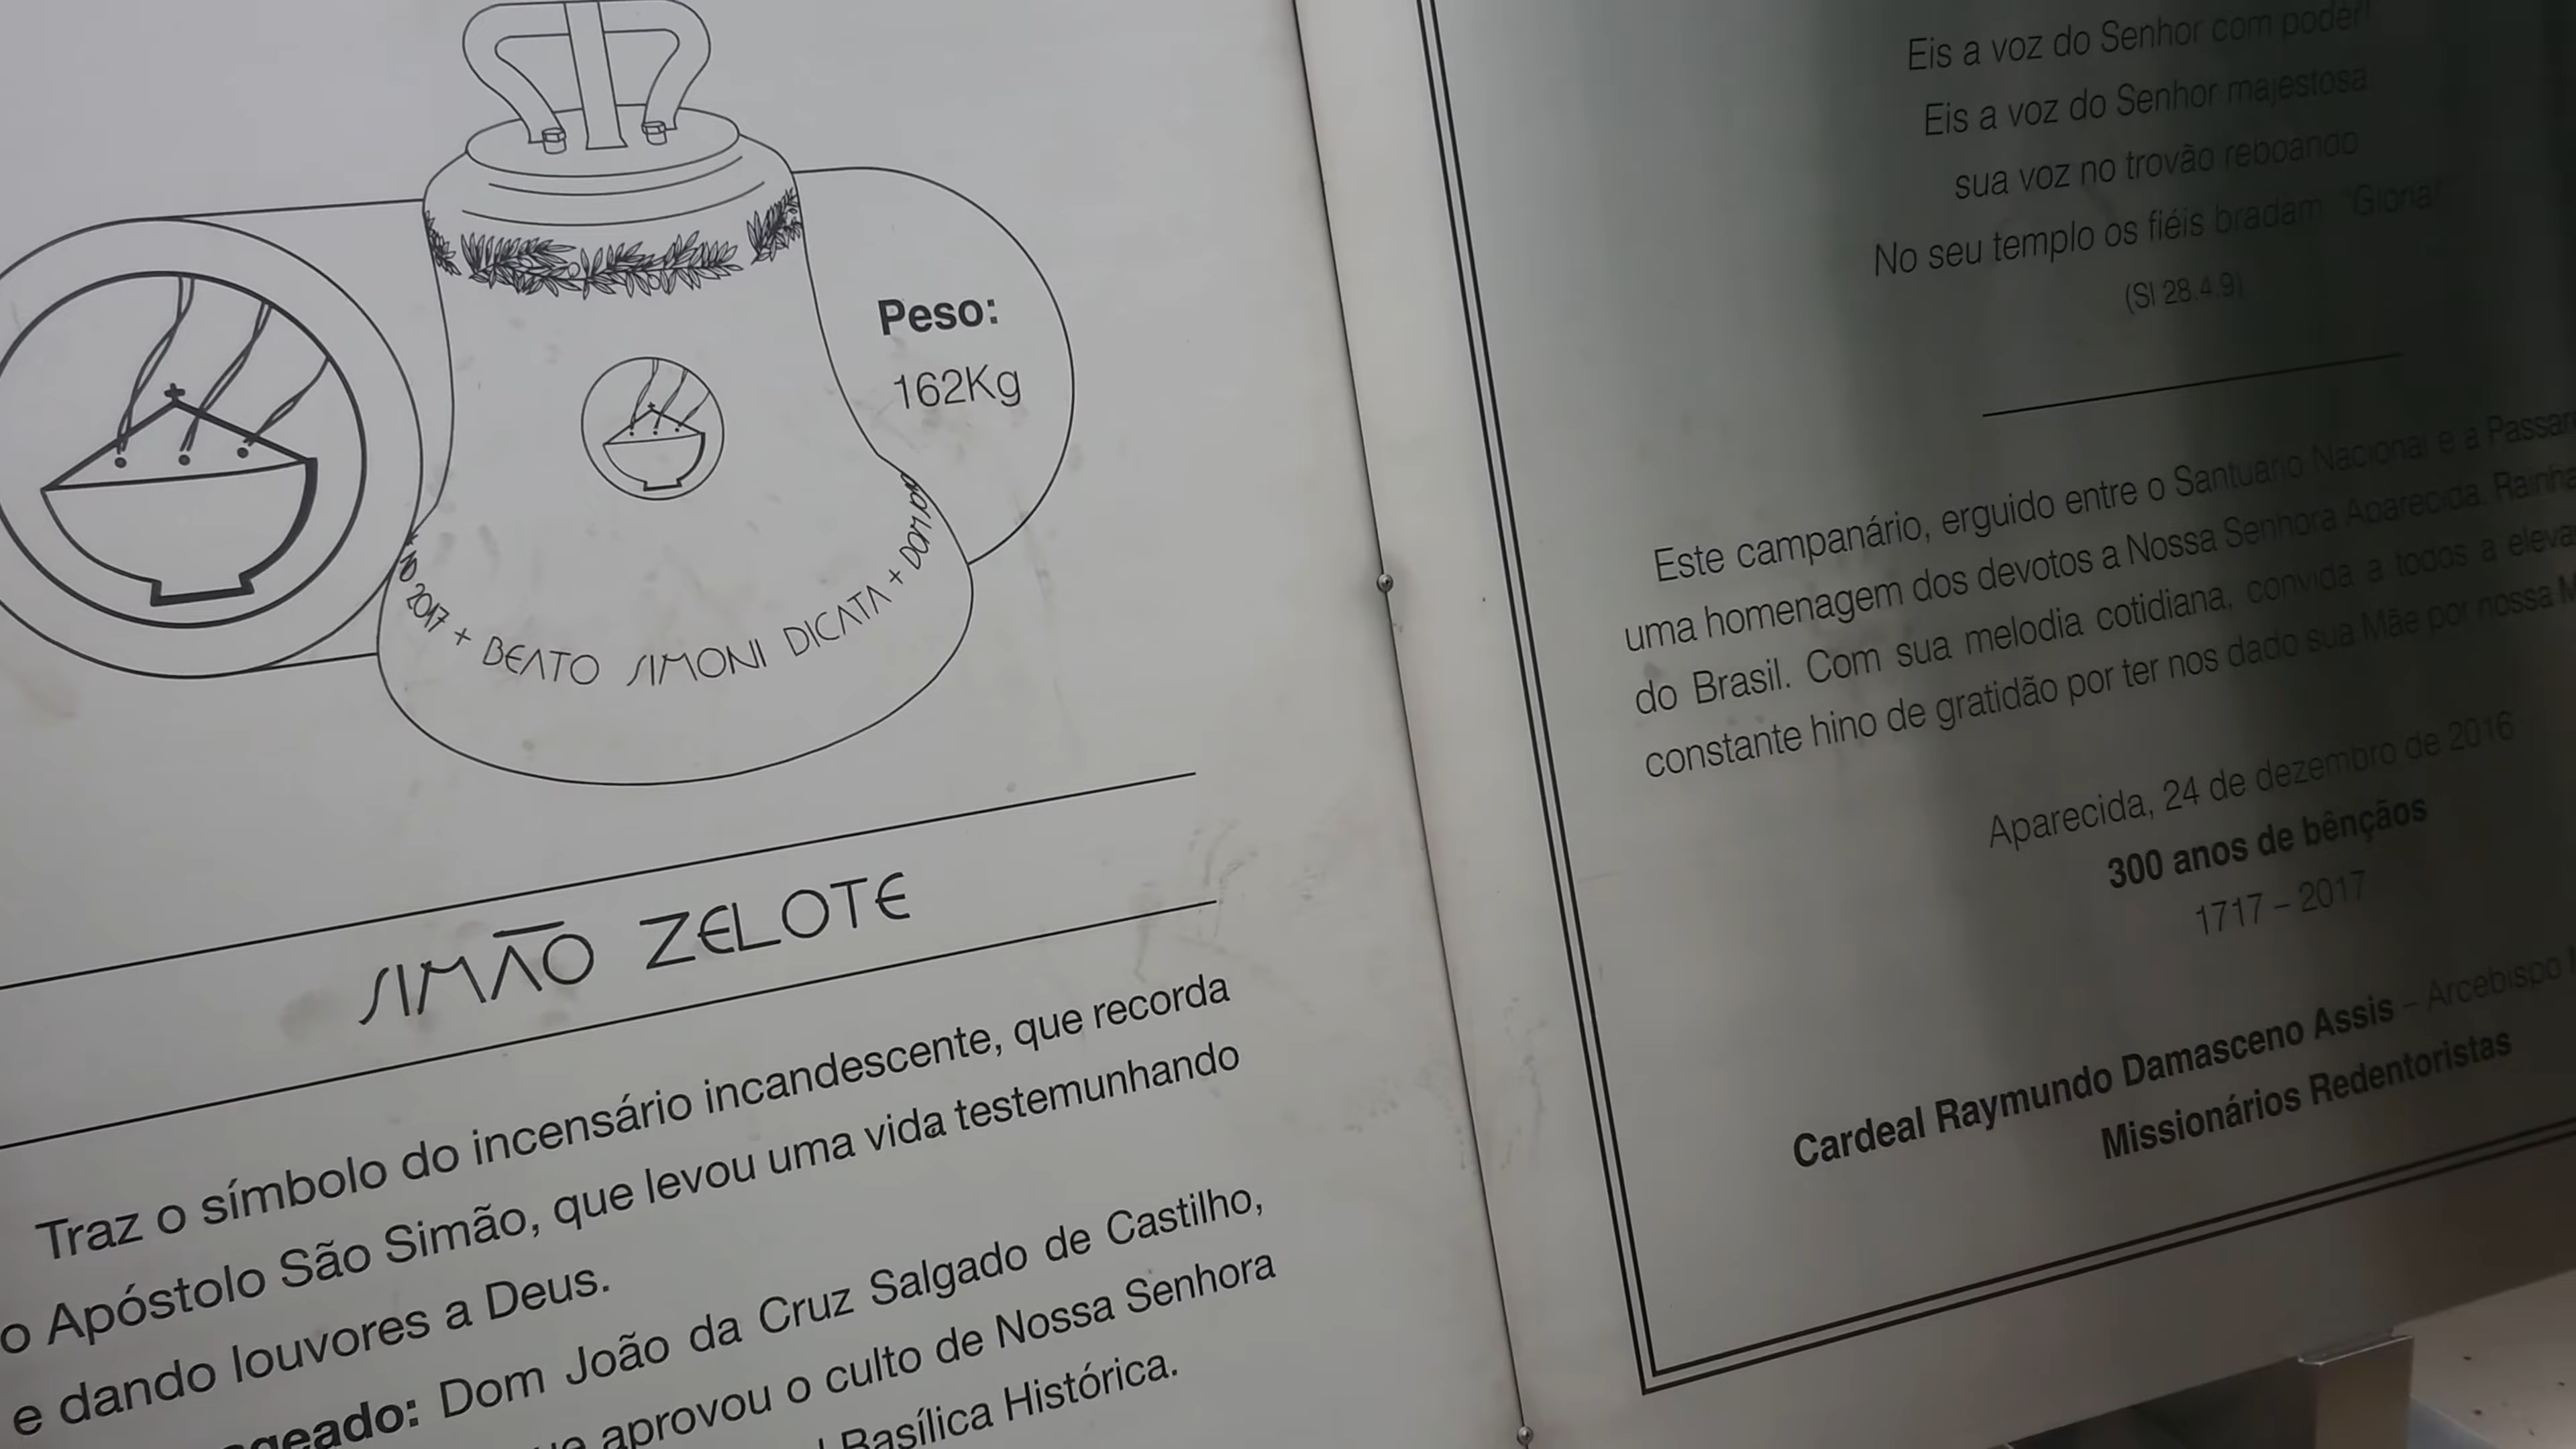 Peso:
162Kg
2017 + BEATO SIMONI DICATA +
SIMÃO ZELOTE
Traz o símbolo do incensário incandescente, que recorda
o Apóstolo São Simão, que levou uma vida testemunhando
e dando louvores a Deus.
Dom João da Cruz Salgado de Castilho,
aprovou o culto de Nossa Senhora
Basílica Histórica.
Eis a voz do Senhor com poder!
Eis a voz do Senhor majestosa
sua voz no trovão reboando
No seu templo os fiéis bradam "Glória!"
(Sl 28.4.9)
Este campanário, erguido entre o Santuário Nacional e a
uma homenagem dos devotos a Nossa Senhora Aparecida, Rainha
do Brasil. Com sua melodia cotidiana, convida a todos a
constante hino de gratidão por ter nos dado sua Mãe por nossa
Aparecida, 24 de dezembro de 2016
300 anos de bênçãos
1717 – 2017
Cardeal Raymundo Damasceno Assis – Arcebispo
Missionários Redentoristas